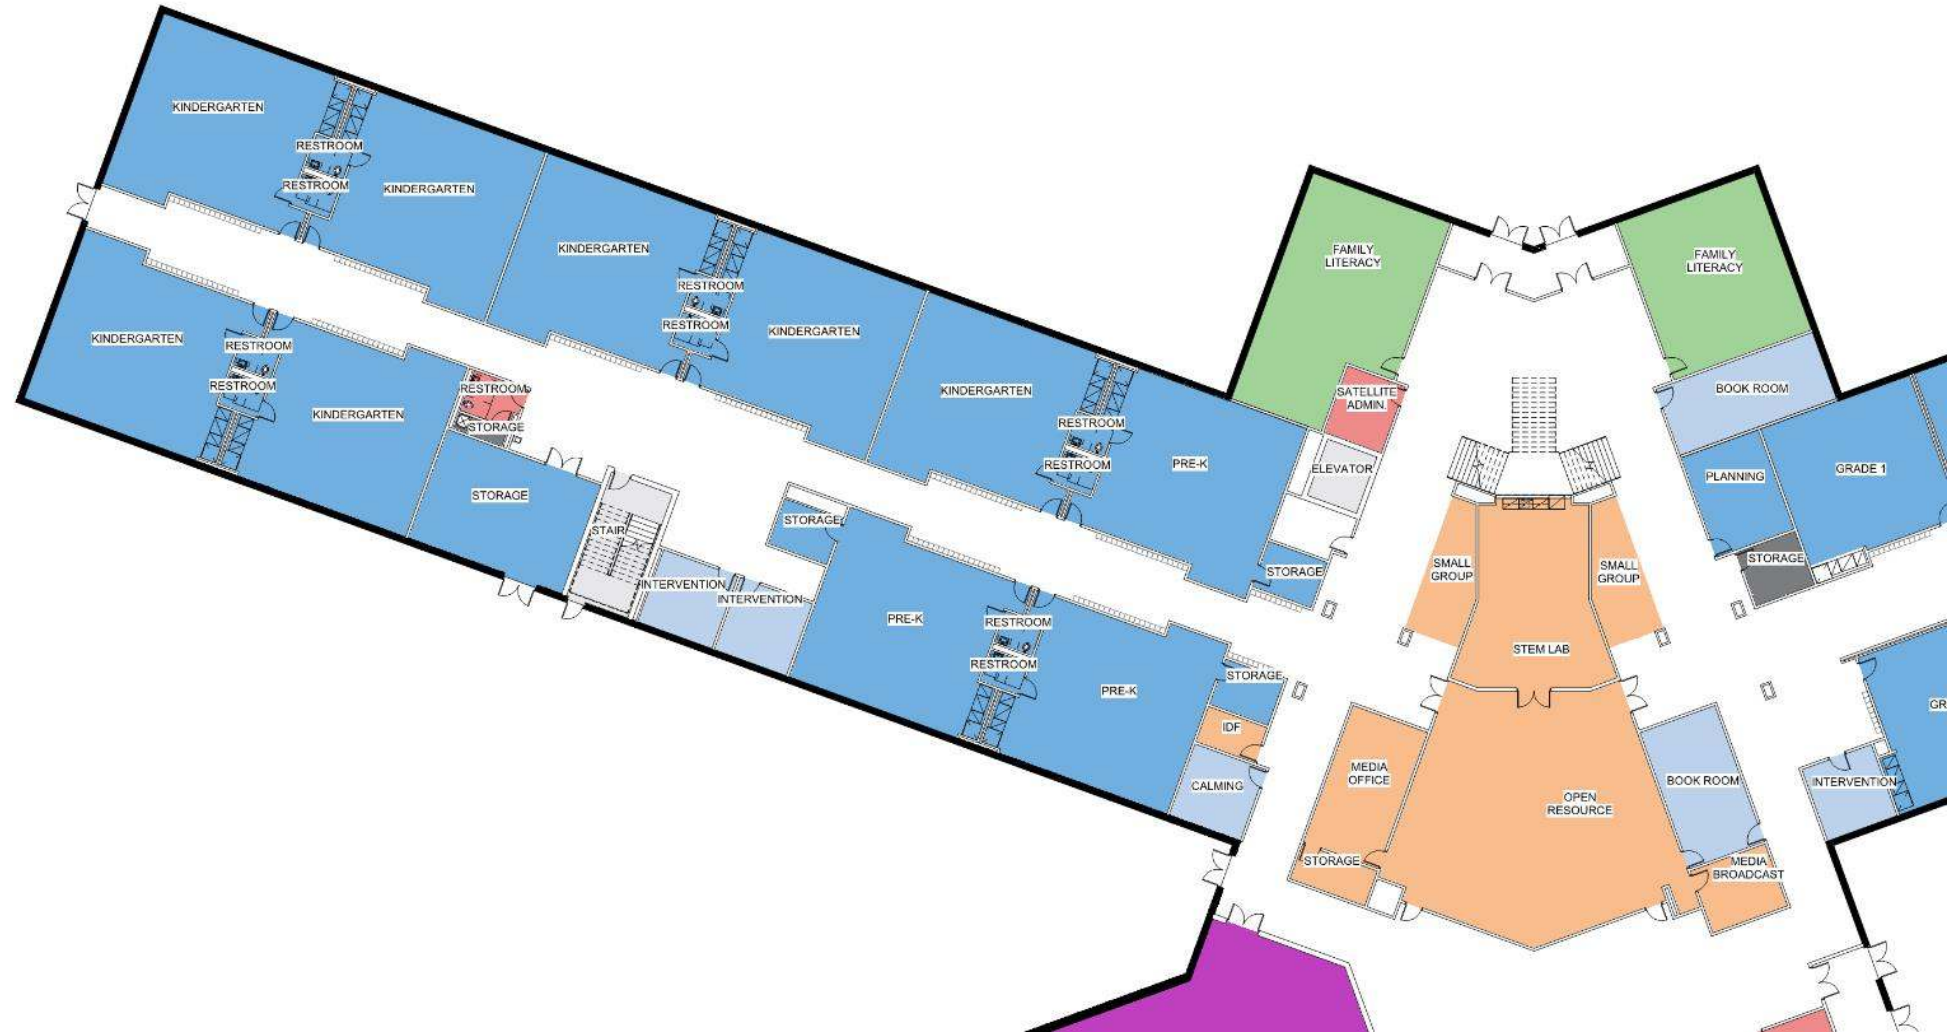 KINDERGARTEN
RESTROOM
RESTROOM
KINDERGARTEN
KINDERGARTEN
RESTROOM
RESTROOM
KINDERGARTEN
KINDERGARTEN
RESTROOM
RESTROOM
PRE-K
KINDERGARTEN
RESTROOM
RESTROOM
KINDERGARTEN
RESTROOM
STORAGE
STORAGE
STAIR
INTERVENTION
INTERVENTION
STORAGE
PRE-K
RESTROOM
RESTROOM
PRE-K
STORAGE
IDF
CALMING
STORAGE
FAMILY
LITERACY
SATELLITE
ADMIN.
ELEVATOR
FAMILY
LITERACY
BOOK ROOM
PLANNING
GRADE 1
STORAGE
SMALL
GROUP
SMALL
GROUP
STEM LAB
MEDIA
OFFICE
STORAGE
OPEN
RESOURCE
BOOK ROOM
MEDIA
BROADCAST
INTERVENTION
GR